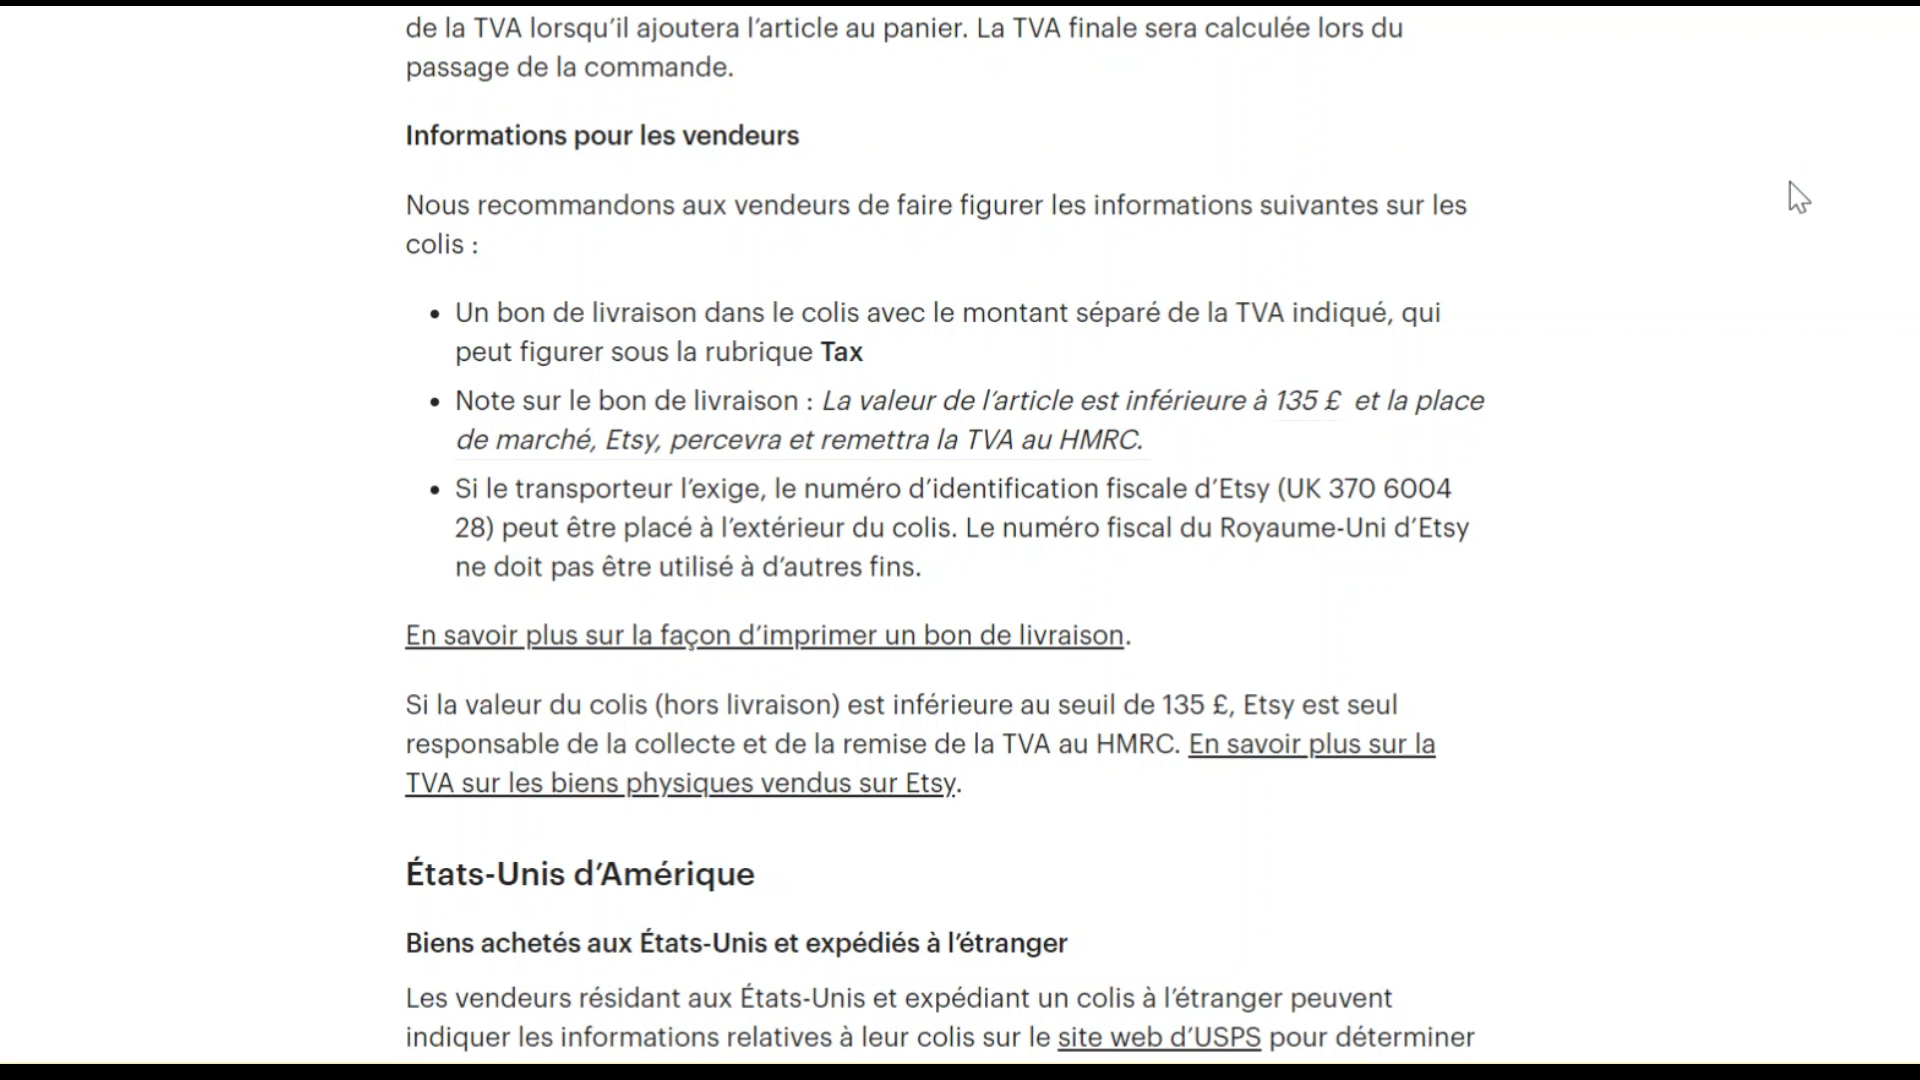 de la TVA lorsqu’il ajoutera l’article au panier. La TVA finale sera calculée lors du
passage de la commande.
Informations pour les vendeurs
Nous recommandons aux vendeurs de faire figurer les informations suivantes sur les
colis :
• Un bon de livraison dans le colis avec le montant séparé de la TVA indiqué, qui
peut figurer sous la rubrique Tax
• Note sur le bon de livraison : La valeur de l’article est inférieure à 135 £ et la place
de marché, Etsy, percevra et remettra la TVA au HMRC.
• Si le transporteur l’exige, le numéro d’identification fiscale d’Etsy (UK 370 6004
28) peut être placé à l’extérieur du colis. Le numéro fiscal du Royaume-Uni d’Etsy
ne doit pas être utilisé à d’autres fins.
En savoir plus sur la façon d’imprimer un bon de livraison.
Si la valeur du colis (hors livraison) est inférieure au seuil de 135 £, Etsy est seul
responsable de la collecte et de la remise de la TVA au HMRC. En savoir plus sur la
TVA sur les biens physiques vendus sur Etsy.
États-Unis d’Amérique
Biens achetés aux États-Unis et expédiés à l’étranger
Les vendeurs résidant aux États-Unis et expédiant un colis à l’étranger peuvent
indiquer les informations relatives à leur colis sur le site web d’USPS pour déterminer